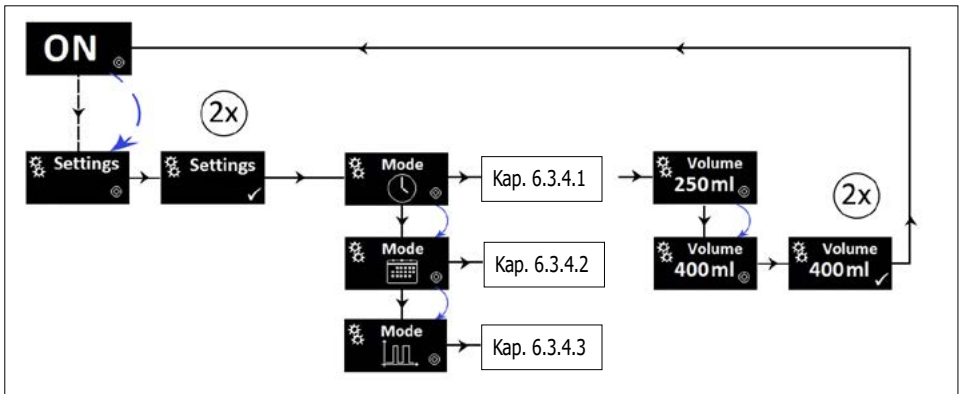 ON
2x
Settings
Settings
Mode
Kap. 6.3.4.1
Volume
250ml
2x
Mode
Kap. 6.3.4.2
Volume
400ml
Volume
400ml
Mode
Kap. 6.3.4.3